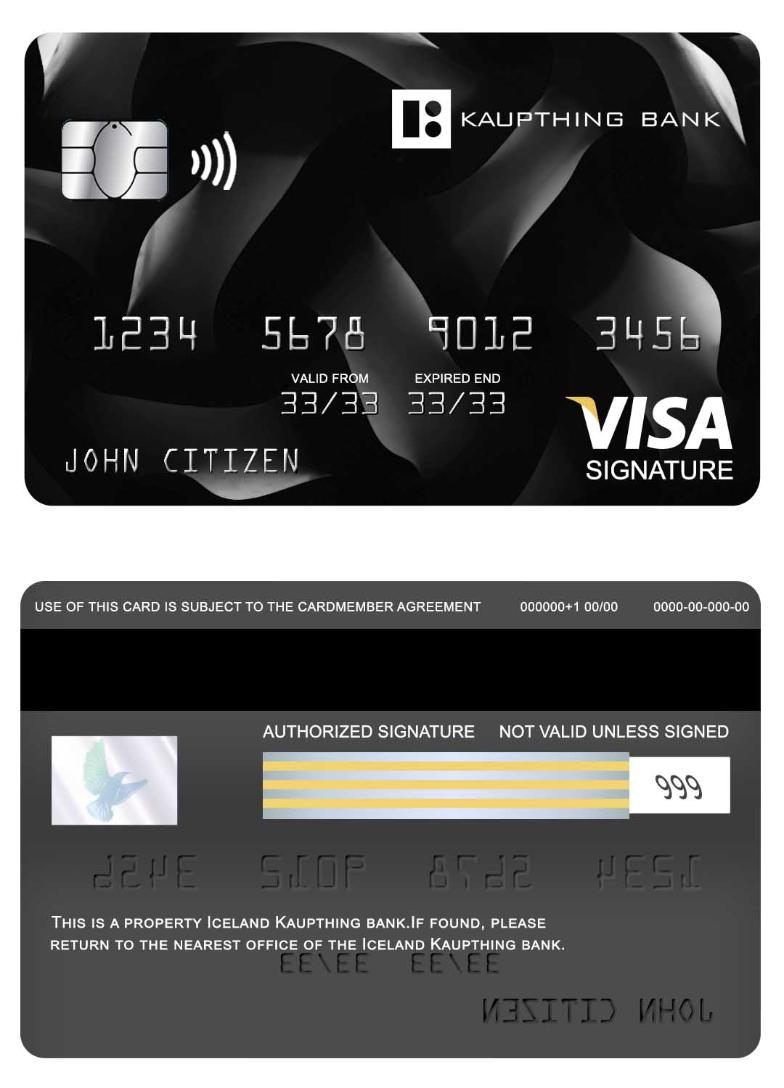 KAUPTHING BANK
1234 5678 9012 3456
VALID FROM EXPIRED END
33/33 33/33
VISA
JOHN CITIZEN
SIGNATURE
USE OF THIS CARD IS SUBJECT TO THE CARDMEMBER AGREEMENT 000000+1 00/00 0000-00-000-00
AUTHORIZED SIGNATURE NOT VALID UNLESS SIGNED
999
1234 5678 9012 3456
THIS IS A PROPERTY ICELAND KAUPTHING BANK.IF FOUND, PLEASE
RETURN TO THE NEAREST OFFICE OF THE ICELAND KAUPTHING BANK.
33/33 33/33
JOHN CITIZEN